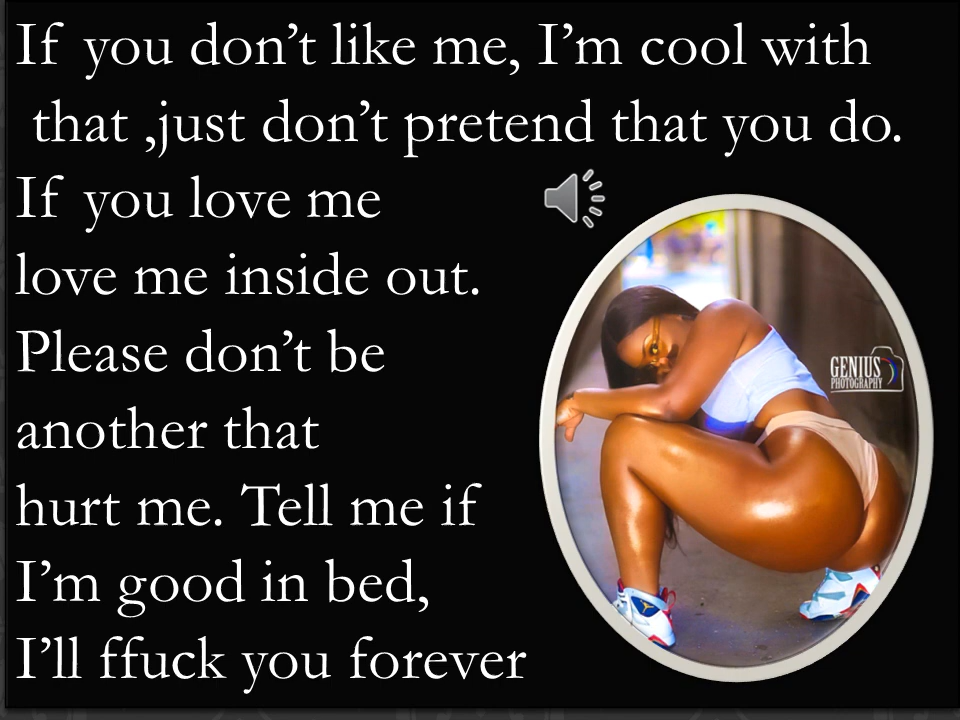 If you don’t like me, I’m cool with
that ,just don’t pretend that you do.
If you love me
love me inside out.
Please don’t be
another that
hurt me. Tell me if
I’m good in bed,
I’ll ffuck you forever
GENIUS
PHOTOGRAPHY